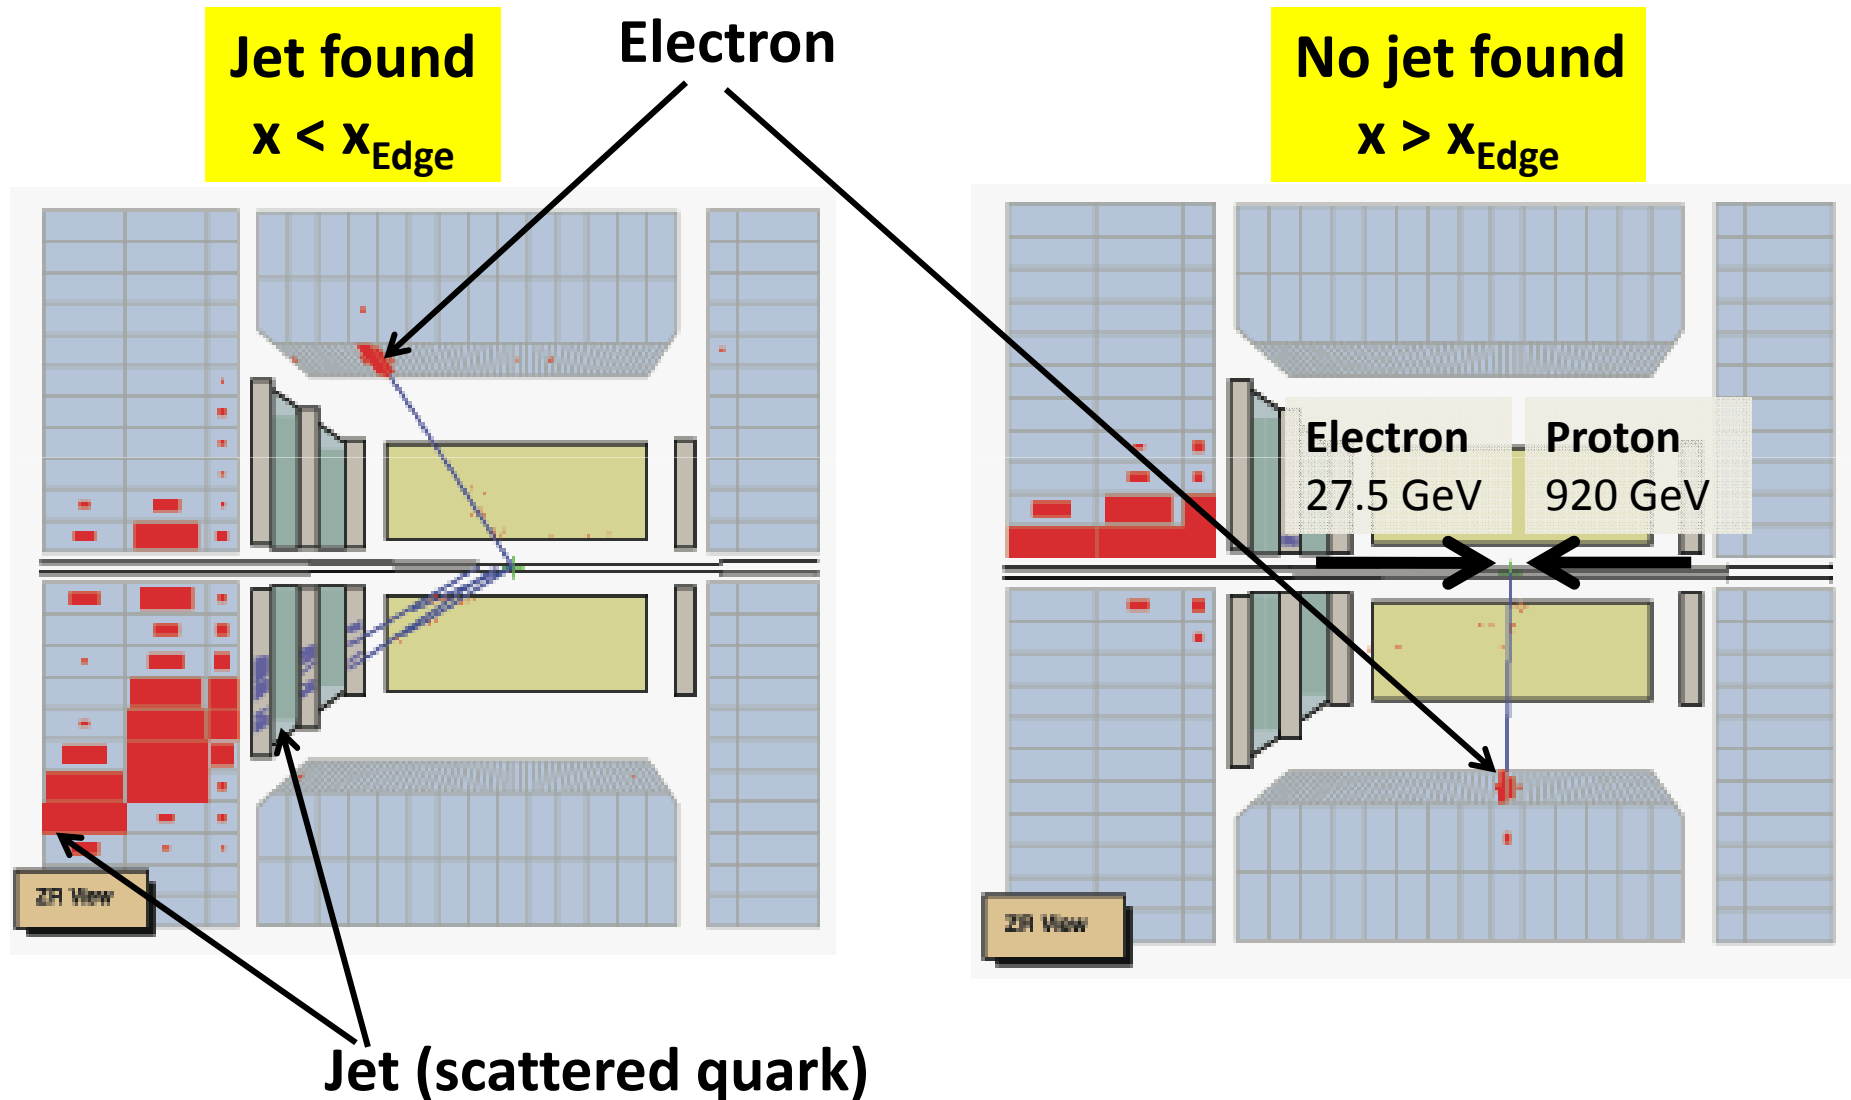 Jet found
x < xEdge
Electron
No jet found
x > xEdge
Electron
27.5 GeV
Proton
920 GeV
ZR View
ZR View
Jet (scattered quark)